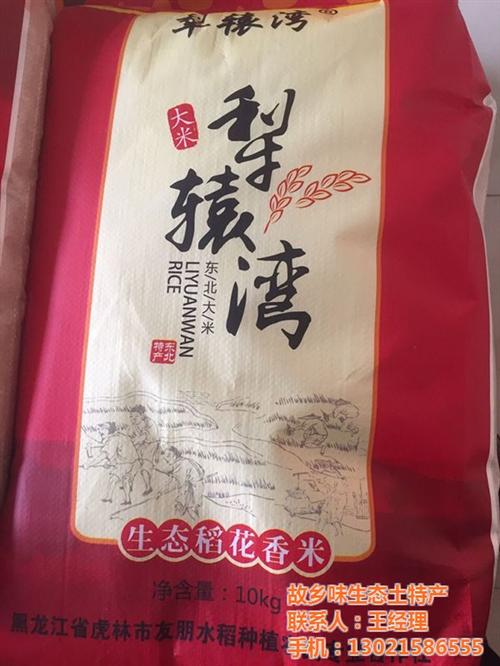 犁辕湾®
大米
犁
辕
湾
东/北/大/米
LIYUANWAN
RICE
东北
特产
生态稻花香米
净含量：10kg
黑龙江省虎林市友朋水稻种植
故乡味生态土特产
联系人：王经理
手机：13021586555